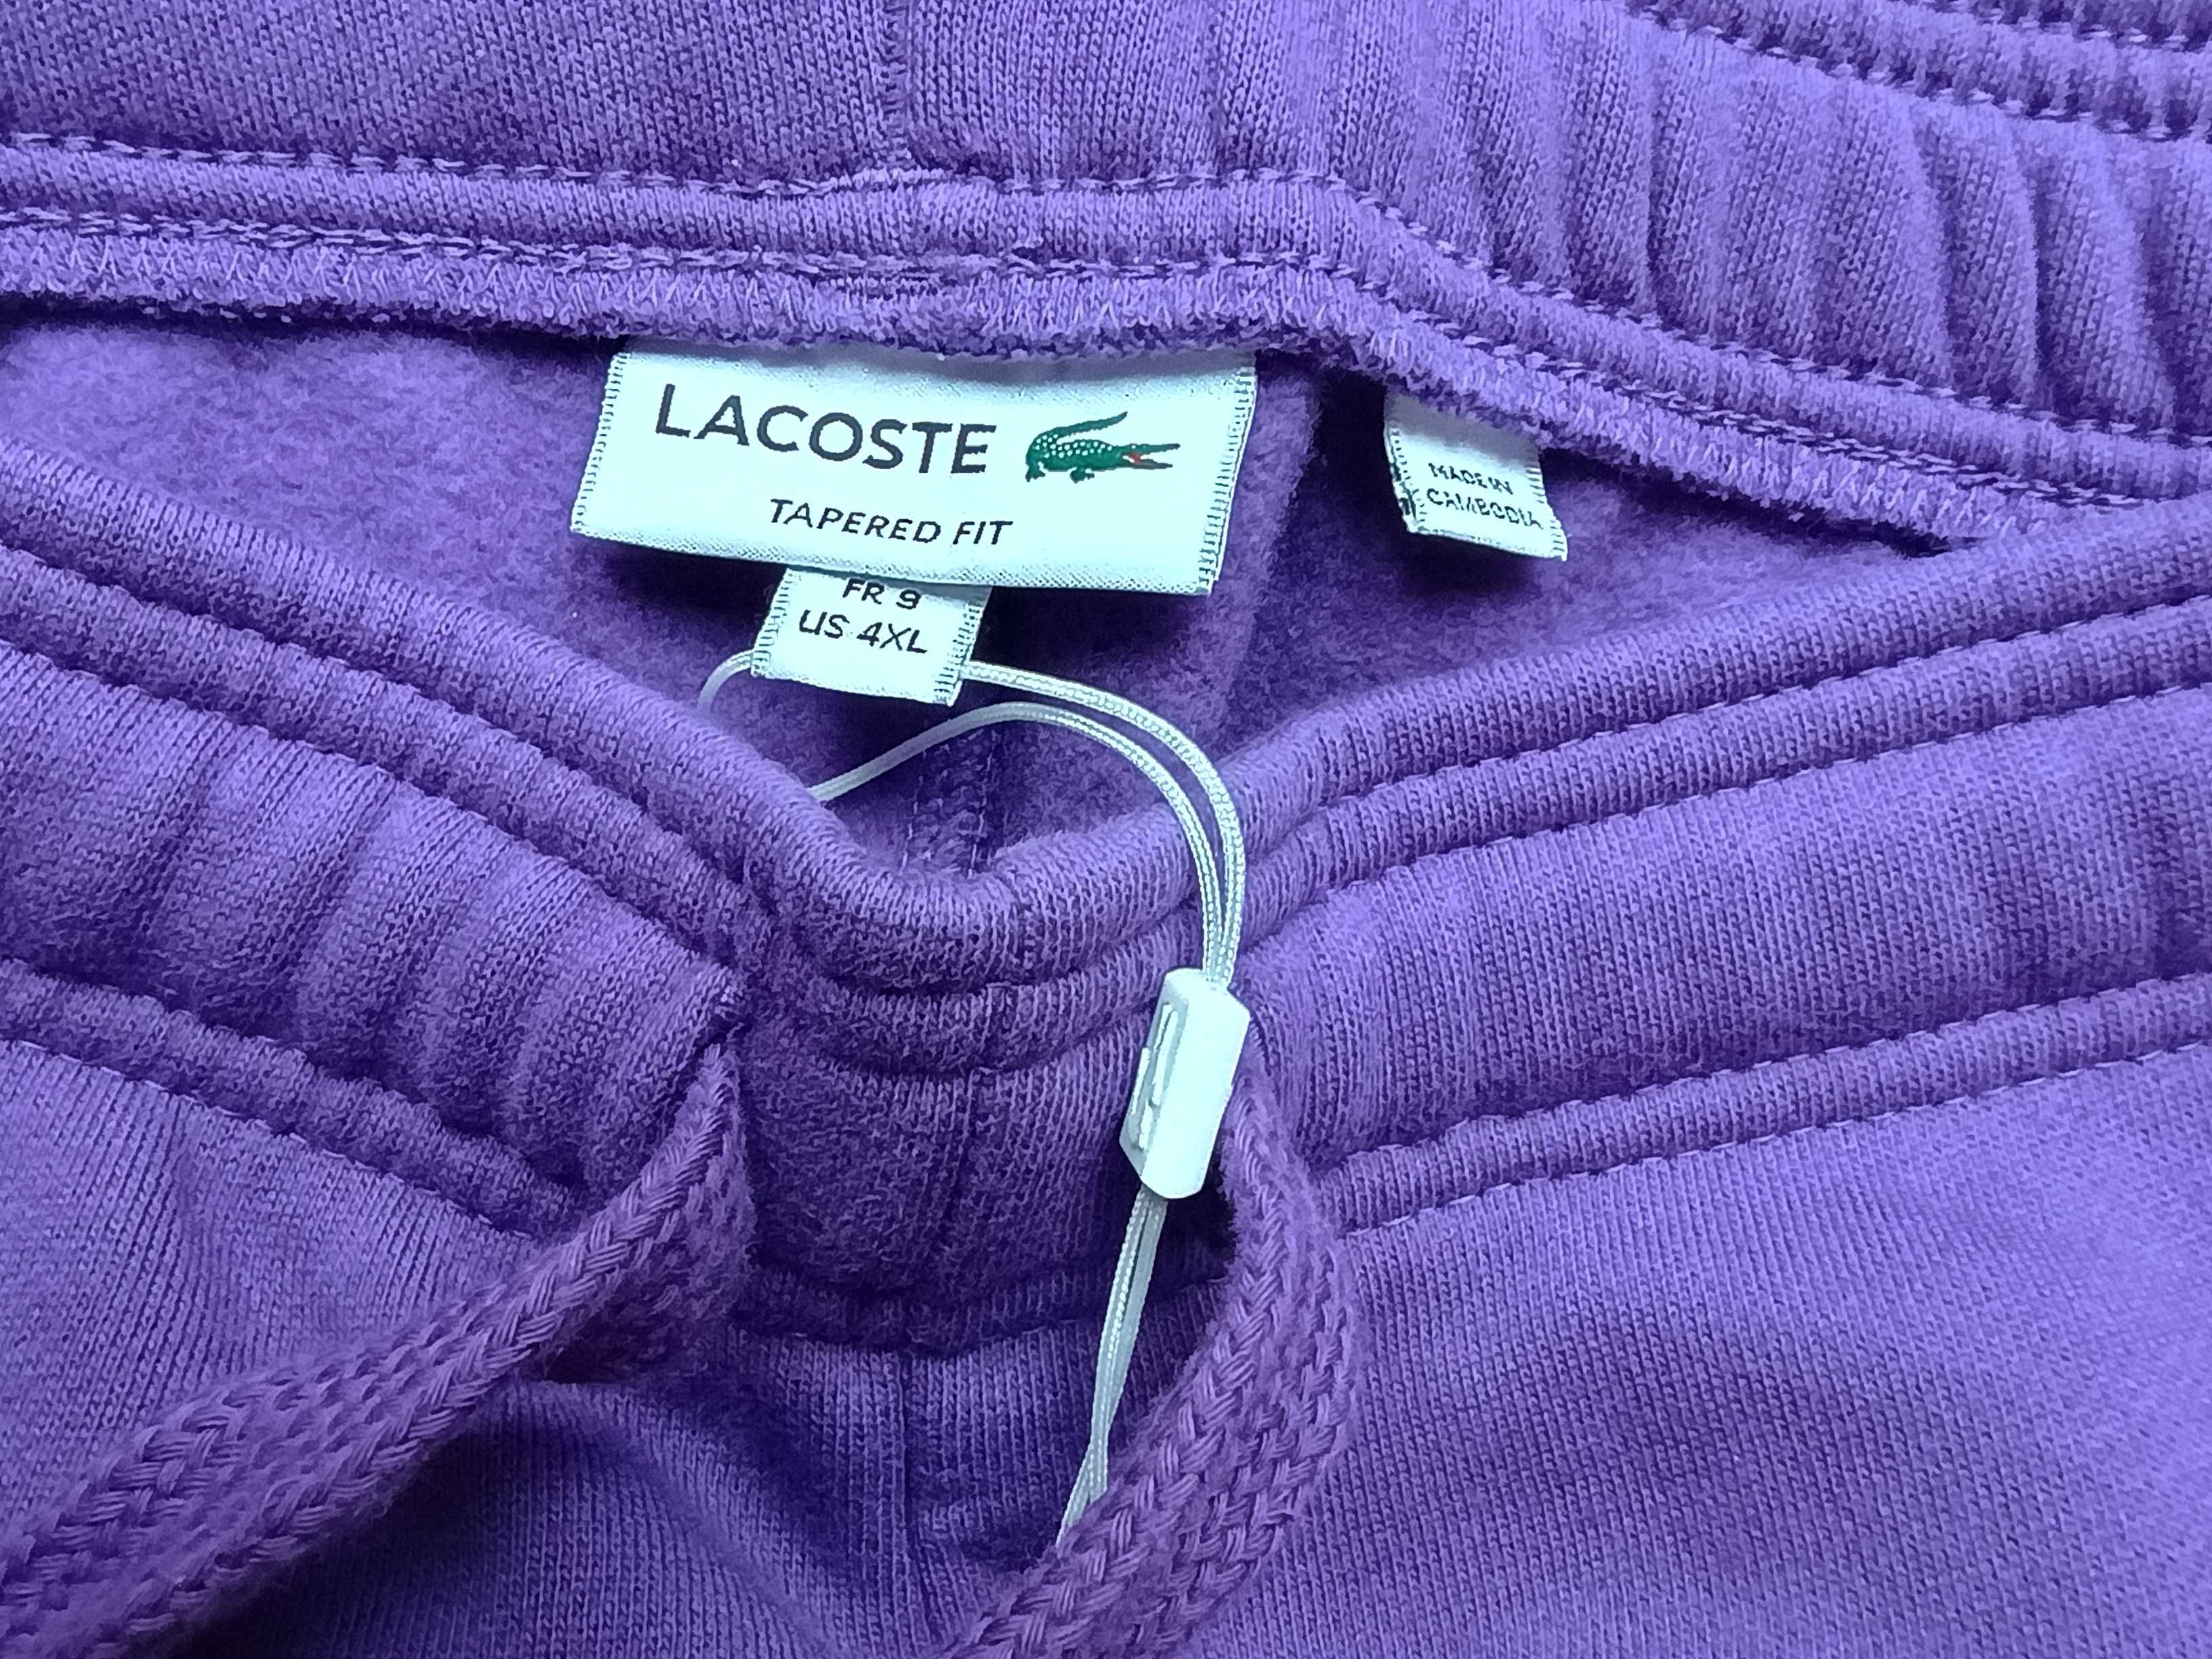 LACOSTE
TAPERED FIT
FR 9
US 4XL
MADE IN
CAMBODIA